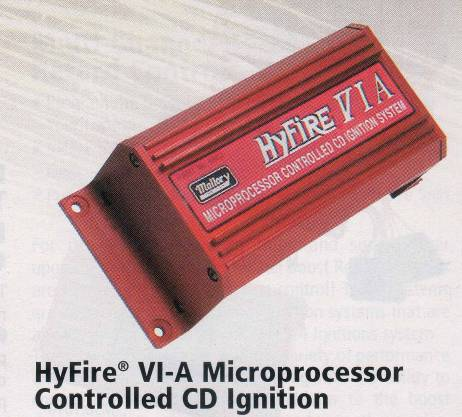 HyFIRE VI A
MICROPROCESSOR CONTROLLED CD IGNITION SYSTEM
Mallory
HyFire® VI-A Microprocessor
Controlled CD Ignition